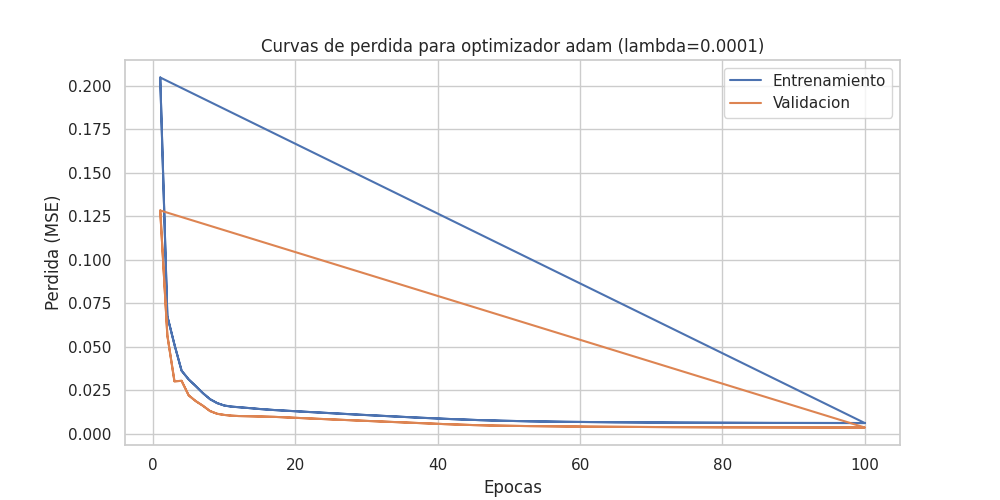 Curvas de perdida para optimizador adam (lambda=0.0001)
Entrenamiento
Validacion
Perdida (MSE)
0.200
0.175
0.150
0.125
0.100
0.075
0.050
0.025
0.000
0 20 40 60 80 100
Epocas